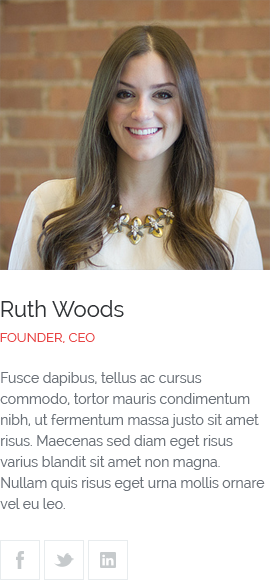 Ruth Woods
FOUNDER, CEO
Fusce dapibus, tellus ac cursus
commodo, tortor mauris condimentum
nibh, ut fermentum massa justo sit amet
risus. Maecenas sed diam eget risus
varius blandit sit amet non magna.
Nullam quis risus eget urna mollis ornare
vel eu leo.